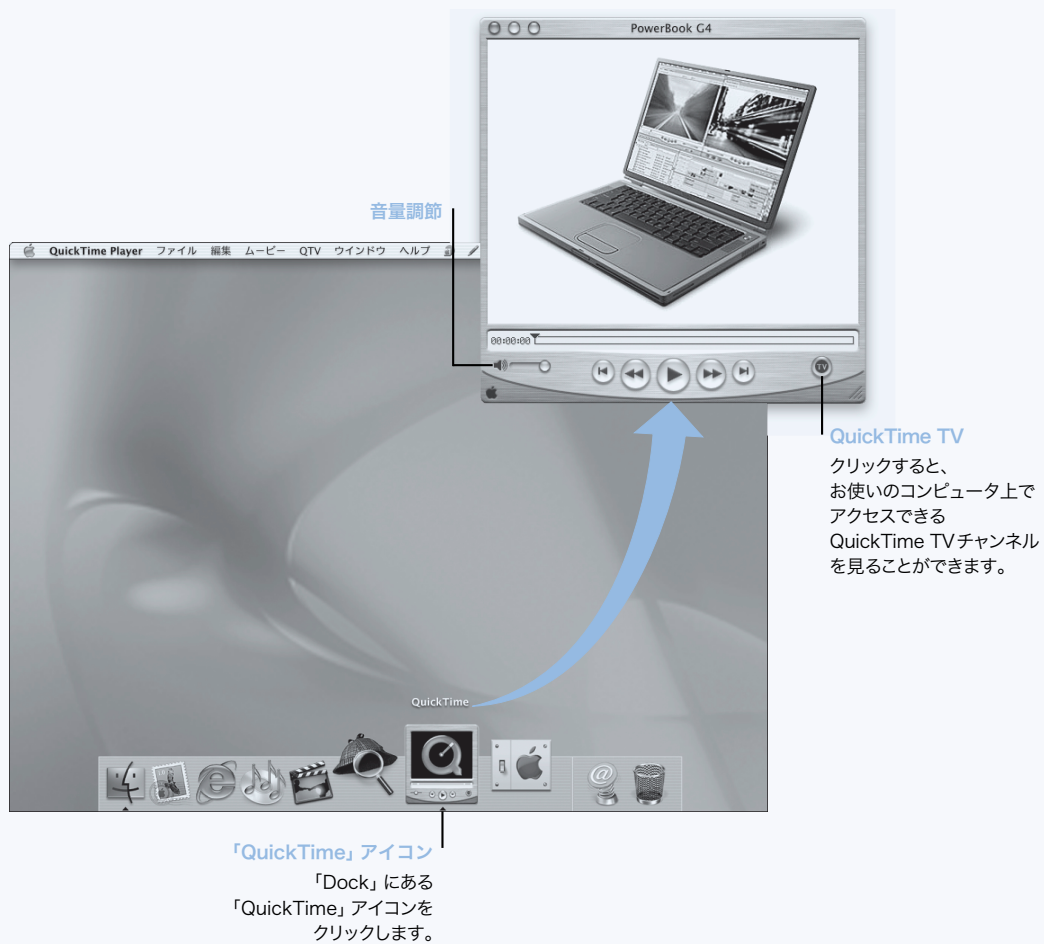 PowerBook G4
音量調節
QuickTime Player ファイル 編集 ムービー QTV ウインドウ ヘルプ
00:00:00
TV
QuickTime TV
クリックすると、
お使いのコンピュータ上で
アクセスできる
QuickTime TVチャンネル
を見ることができます。
QuickTime
「QuickTime」アイコン
「Dock」にある
「QuickTime」アイコンを
クリックします。